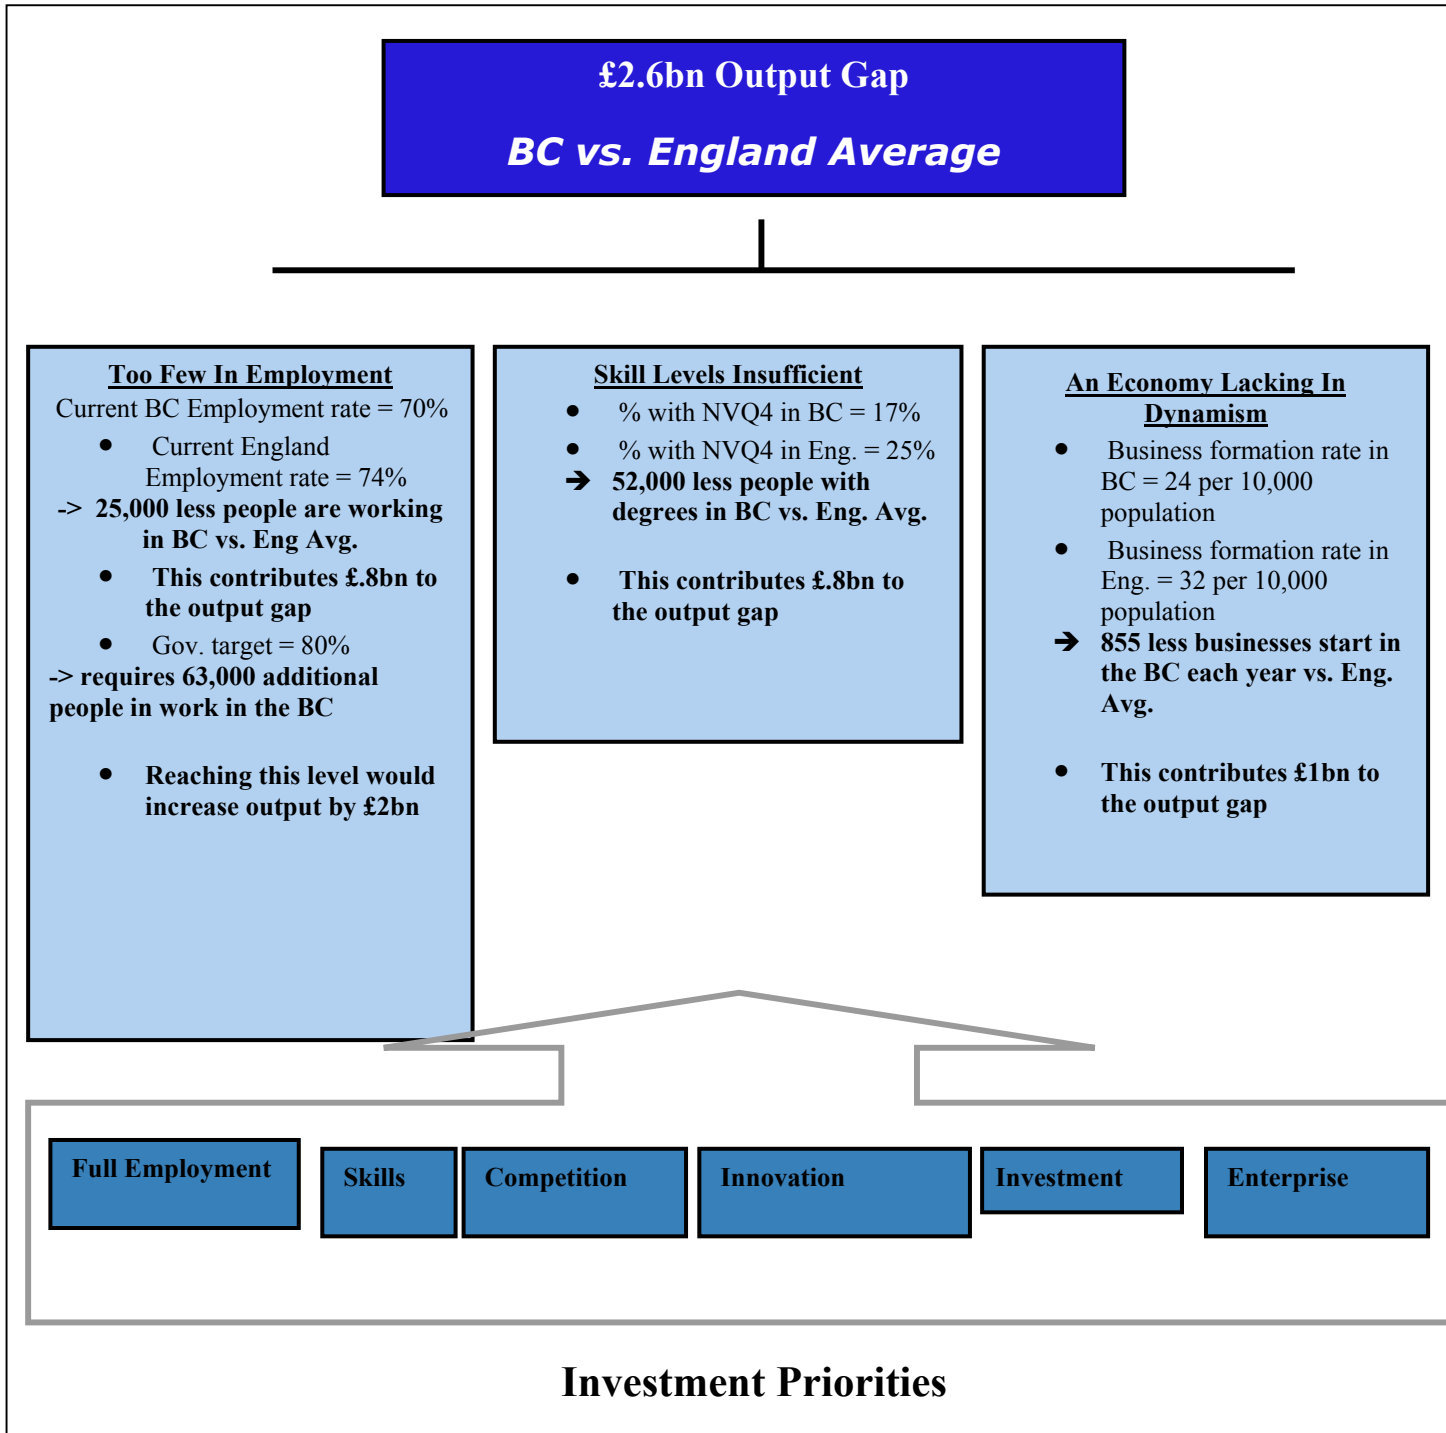 £2.6bn Output Gap
BC vs. England Average
Too Few In Employment
Current BC Employment rate = 70%
● Current England
Employment rate = 74%
-> 25,000 less people are working
in BC vs. Eng Avg.
● This contributes £.8bn to
the output gap
● Gov. target = 80%
-> requires 63,000 additional
people in work in the BC
● Reaching this level would
increase output by £2bn
Skill Levels Insufficient
● % with NVQ4 in BC = 17%
● % with NVQ4 in Eng. = 25%
➔ 52,000 less people with
degrees in BC vs. Eng. Avg.
● This contributes £.8bn to
the output gap
An Economy Lacking In
Dynamism
● Business formation rate in
BC = 24 per 10,000
population
● Business formation rate in
Eng. = 32 per 10,000
population
➔ 855 less businesses start in
the BC each year vs. Eng.
Avg.
● This contributes £1bn to
the output gap
Full Employment
Skills
Competition
Innovation
Investment
Enterprise
Investment Priorities